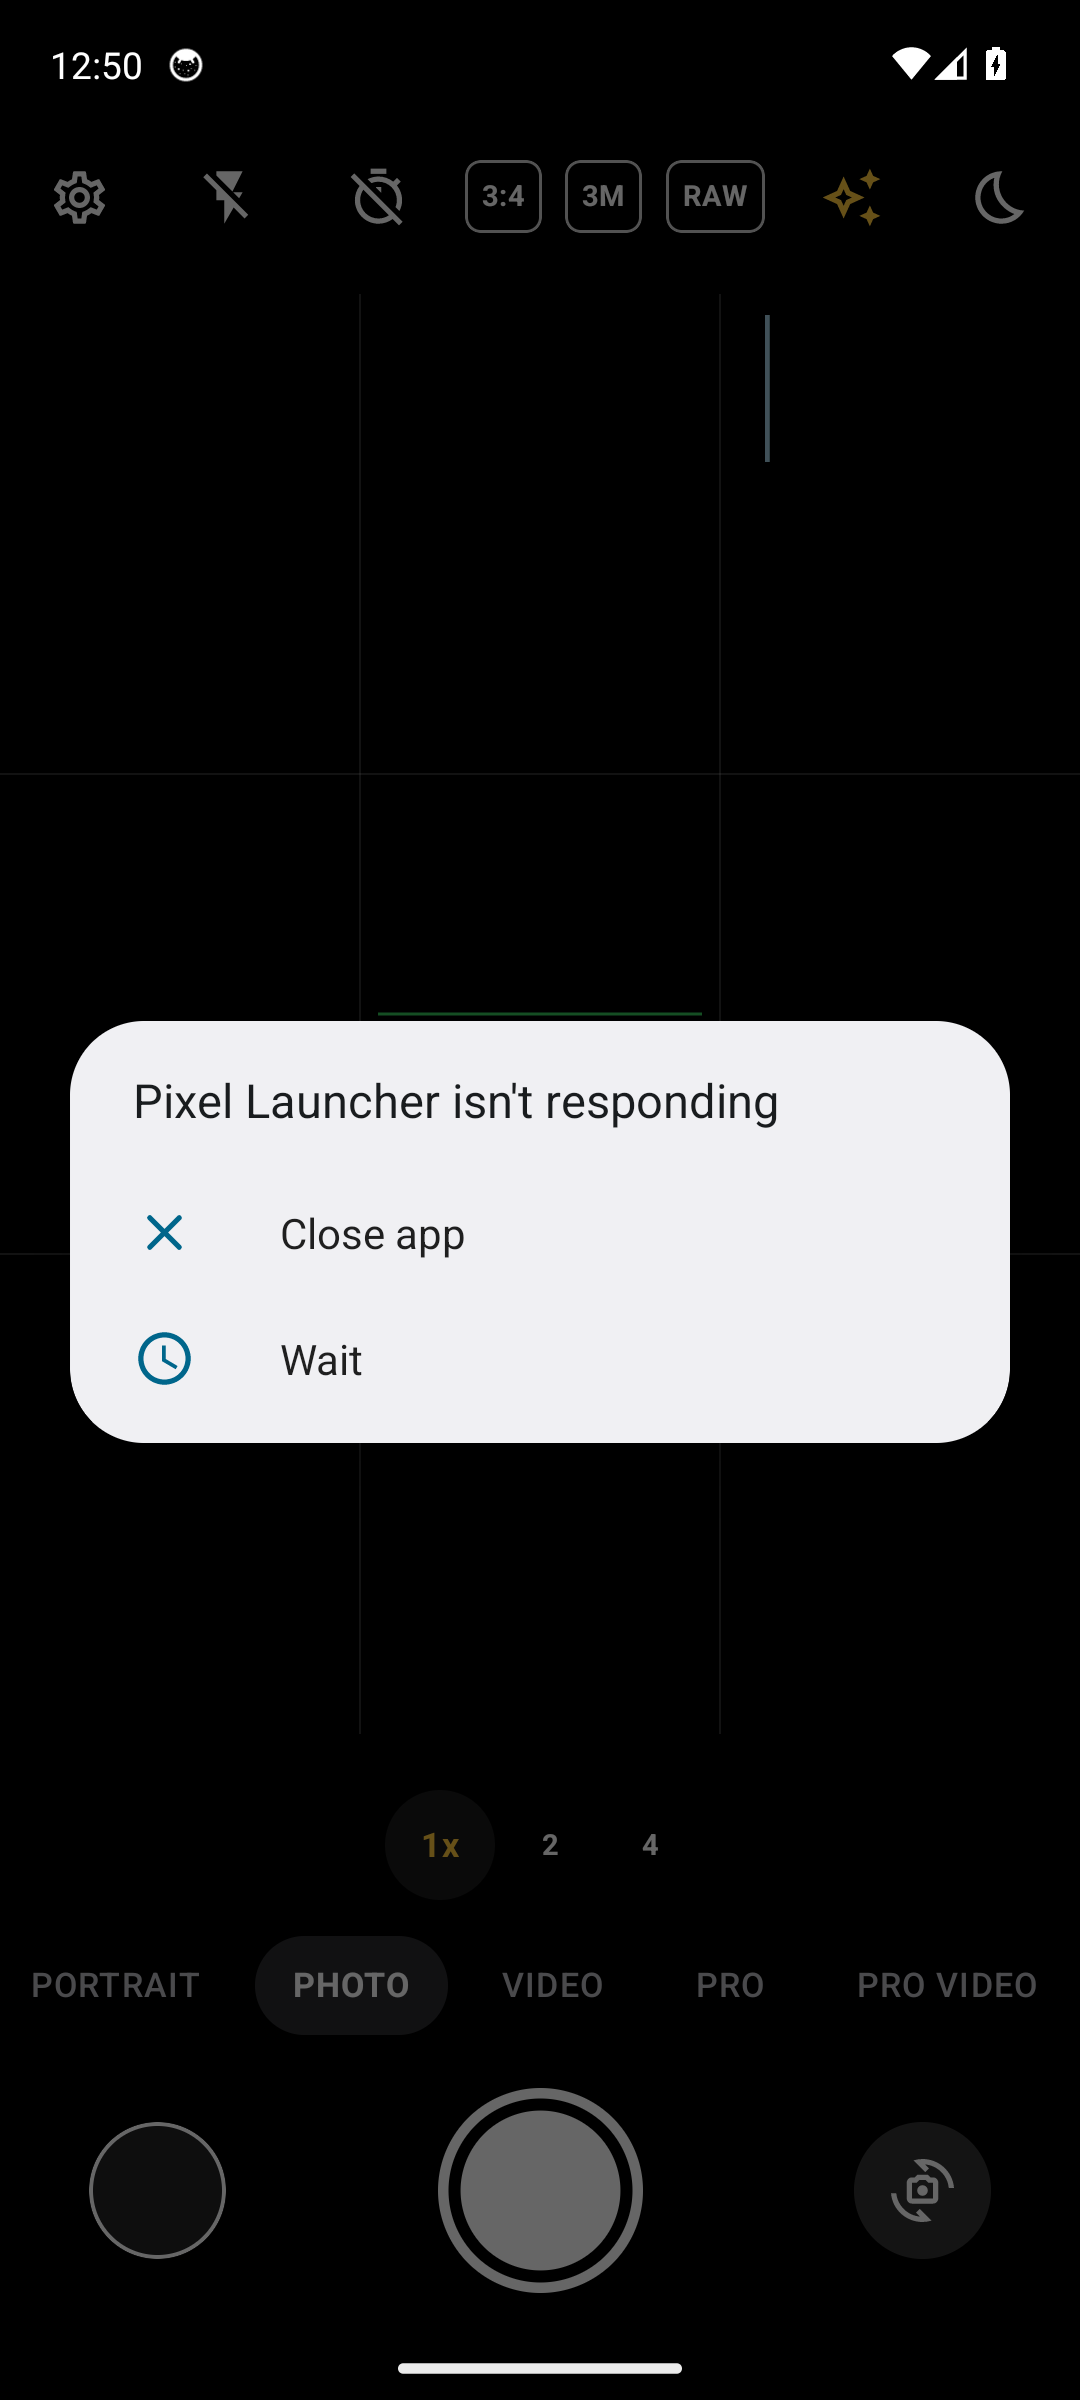 12:50
3:4 3M RAW
Pixel Launcher isn't responding
Close app
Wait
1x 2 4
PORTRAIT PHOTO VIDEO PRO PRO VIDEO